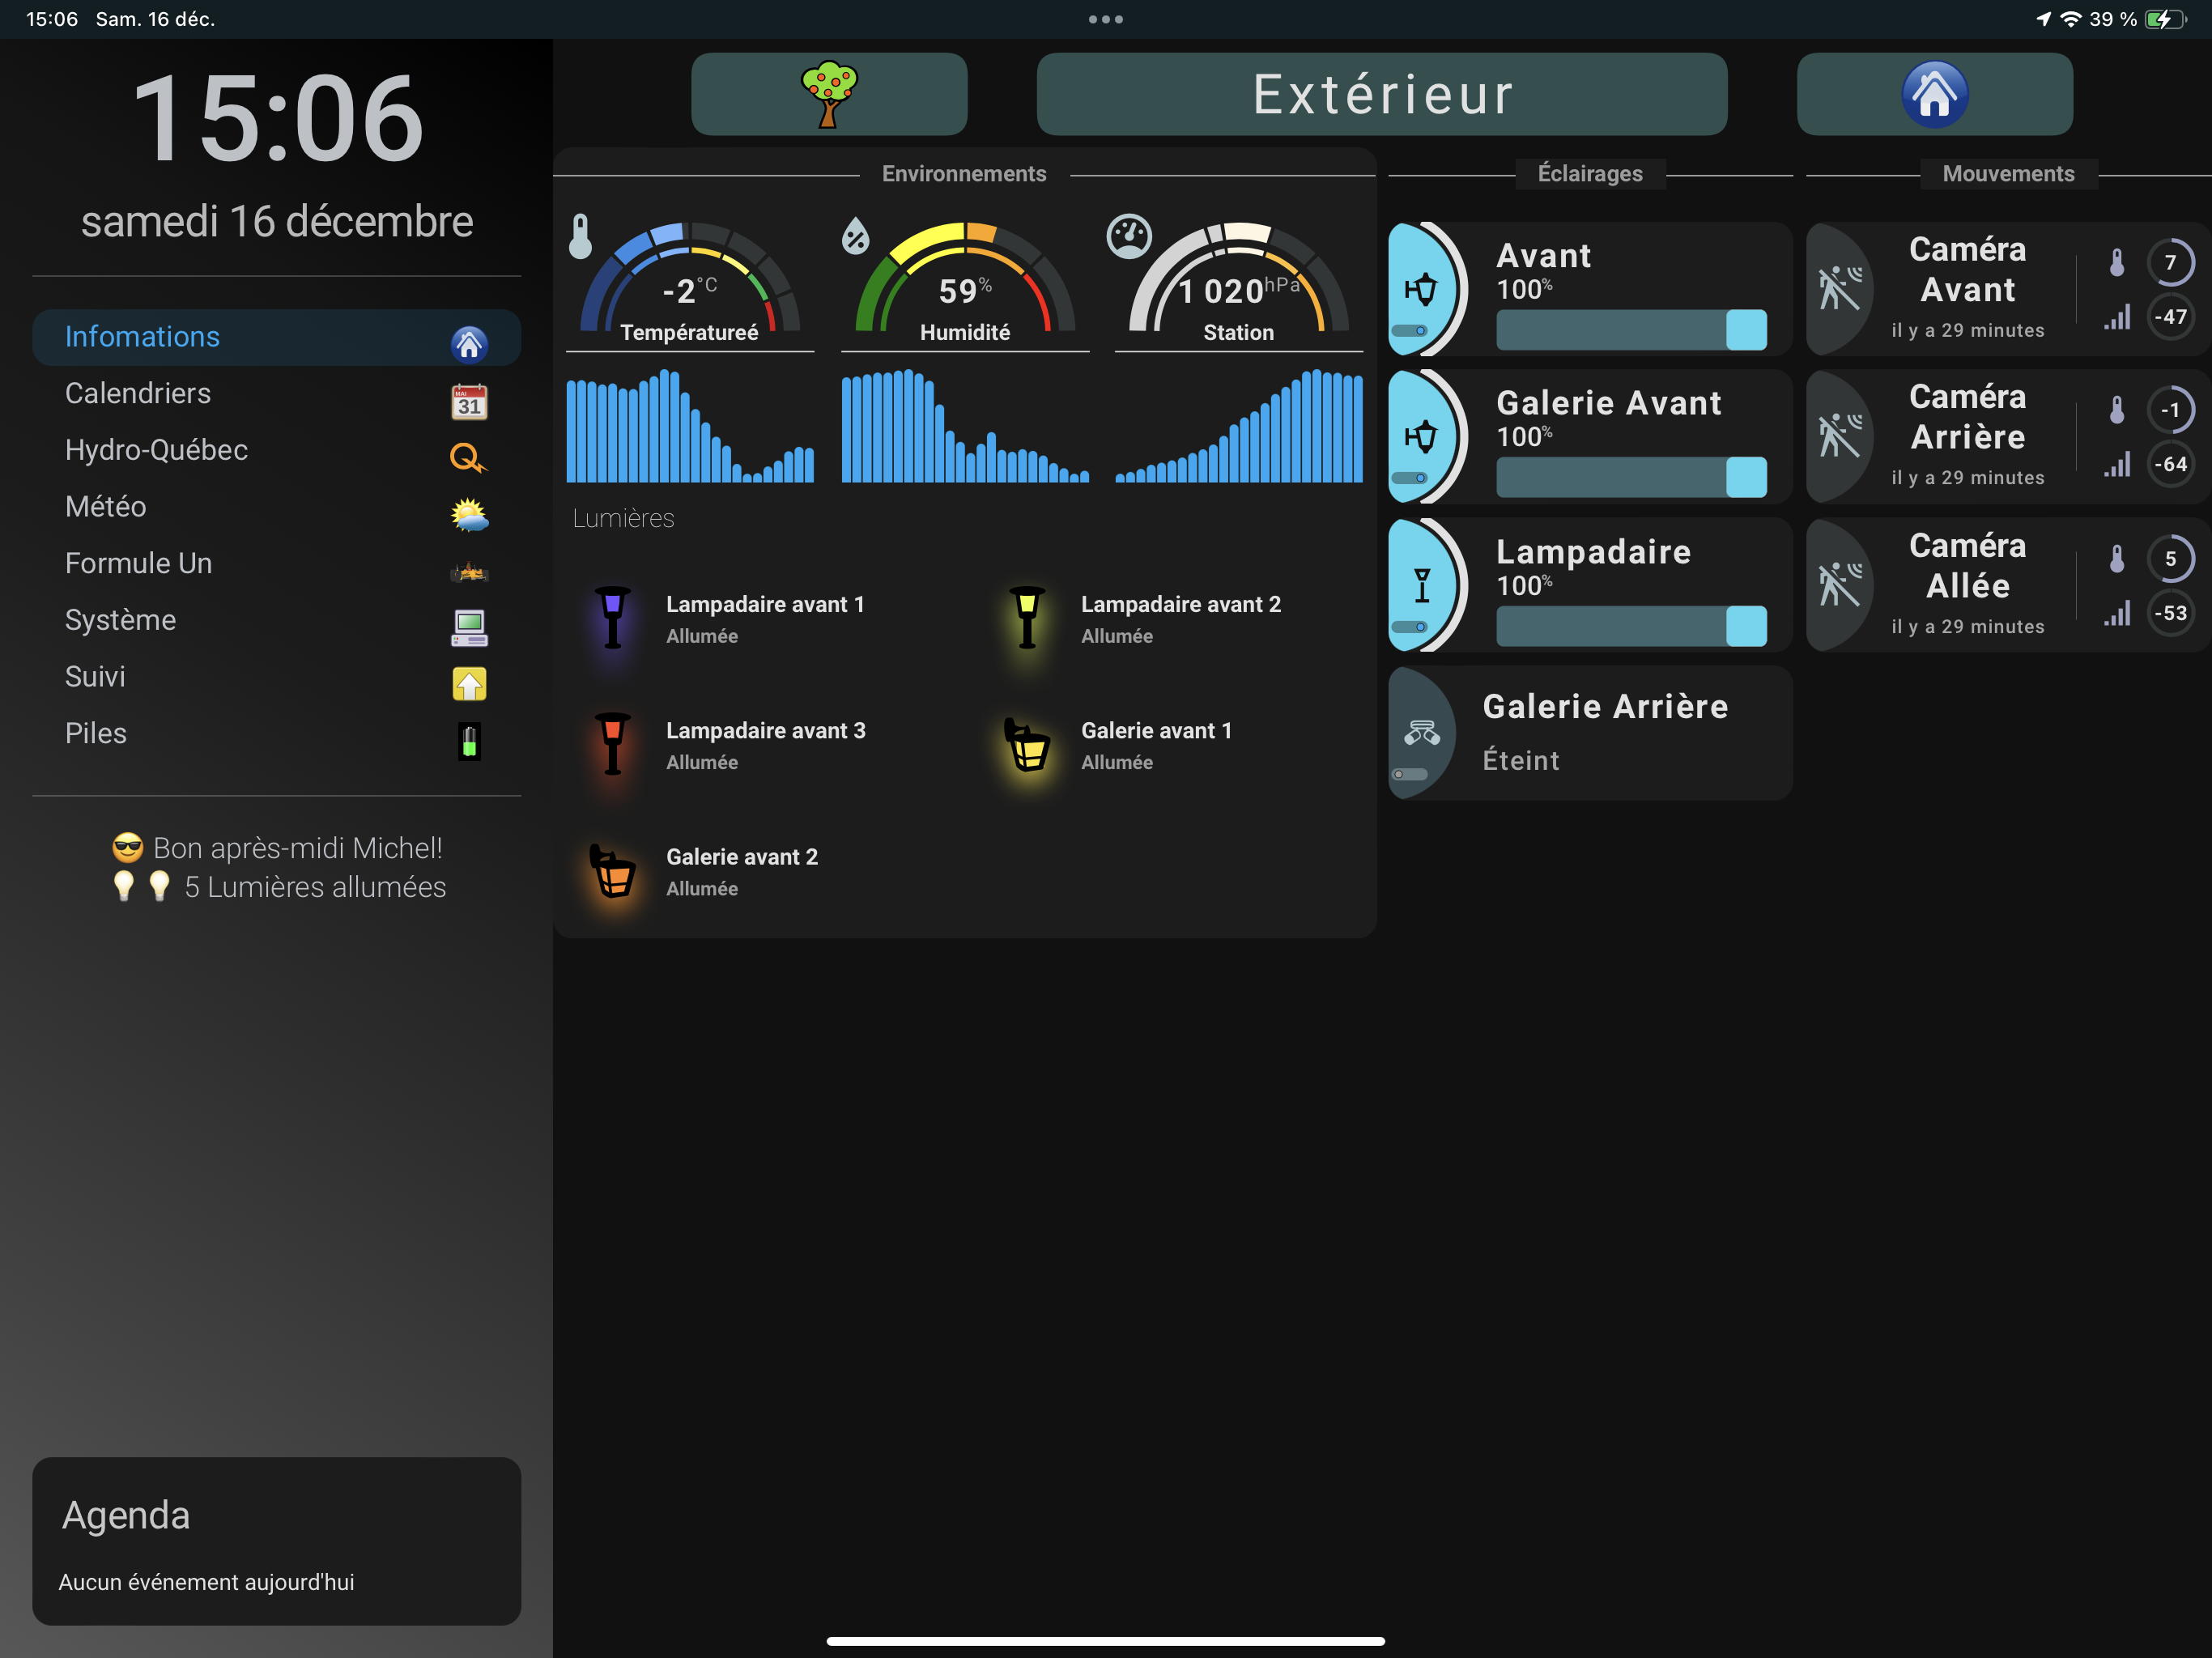 15:06 Sam. 16 déc.
39 %
15:06
samedi 16 décembre
Infomations
Calendriers
MAI
31
Hydro-Québec
Météo
Formule Un
Système
Suivi
Piles
😎 Bon après-midi Michel!
💡 💡 5 Lumières allumées
Agenda
Aucun événement aujourd'hui
Extérieur
Environnements
-2°C
Températureé
59%
Humidité
1 020hPa
Station
Lumières
Lampadaire avant 1
Allumée
Lampadaire avant 2
Allumée
Lampadaire avant 3
Allumée
Galerie avant 1
Allumée
Galerie avant 2
Allumée
Éclairages
Avant
100%
Galerie Avant
100%
Lampadaire
100%
Galerie Arrière
Éteint
Mouvements
Caméra
Avant
il y a 29 minutes
7
-47
Caméra
Arrière
il y a 29 minutes
-1
-64
Caméra
Allée
il y a 29 minutes
5
-53